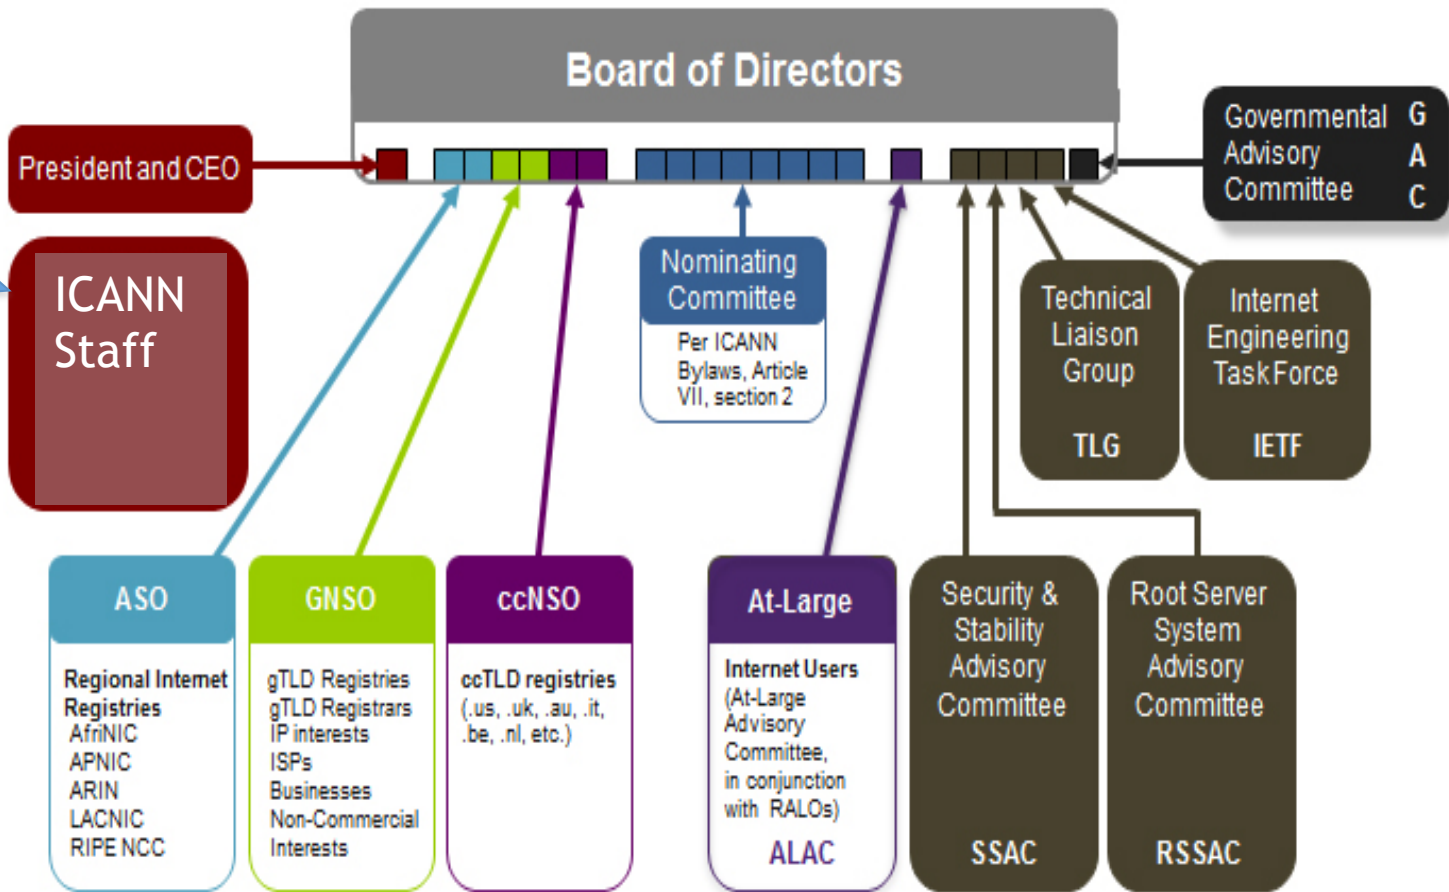 Board of Directors
President and CEO
Governmental
Advisory
Committee
G
A
C
ICANN
Staff
Nominating
Committee
Per ICANN
Bylaws, Article
VII, section 2
Technical
Liaison
Group
TLG
Internet
Engineering
Task Force
IETF
ASO
Regional Internet
Registries
AfriNIC
APNIC
ARIN
LACNIC
RIPE NCC
GNSO
gTLD Registries
gTLD Registrars
IP interests
ISPs
Businesses
Non-Commercial
Interests
ccNSO
ccTLD registries
(.us, .uk, .au, .it,
.be, .nl, etc.)
At-Large
Internet Users
(At-Large
Advisory
Committee,
in conjunction
with RALOs)
ALAC
Security &
Stability
Advisory
Committee
SSAC
Root Server
System
Advisory
Committee
RSSAC